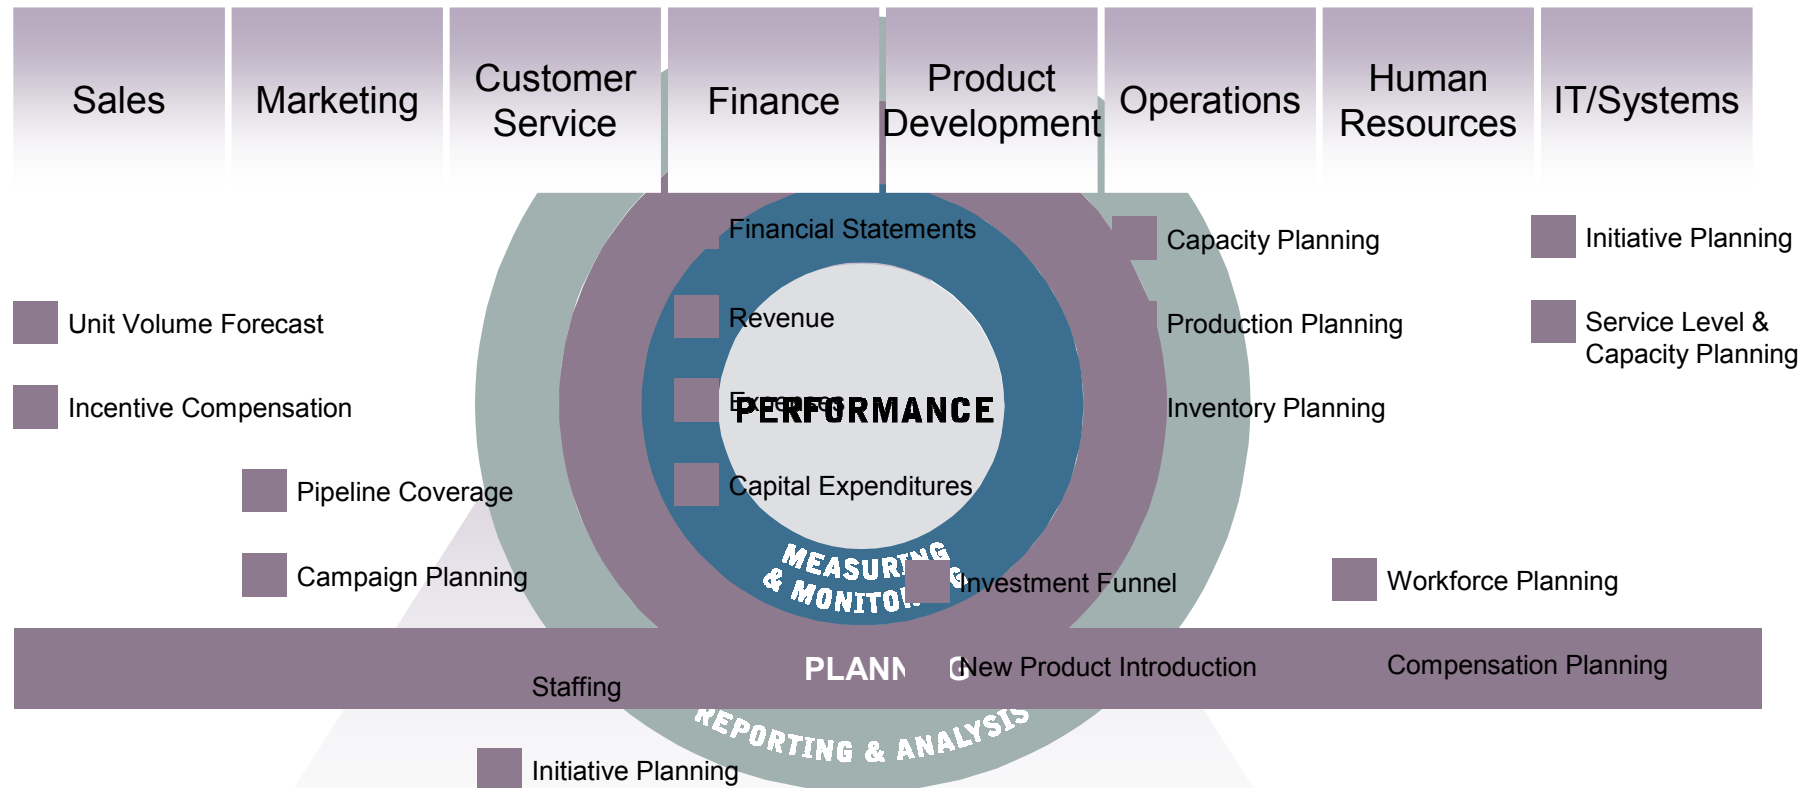 Sales
Marketing
Customer
Service
Finance
Product
Development
Operations
Human
Resources
IT/Systems
Financial Statements
Capacity Planning
Initiative Planning
Unit Volume Forecast
Revenue
Production Planning
Service Level &
Capacity Planning
Incentive Compensation
Expenses
PERFORMANCE
Inventory Planning
Pipeline Coverage
Capital Expenditures
MEASURING
Campaign Planning
Investment Funnel
Workforce Planning
&
Staffing
New Product Introduction
Compensation Planning
REPORTING & ANALYSIS
Initiative Planning